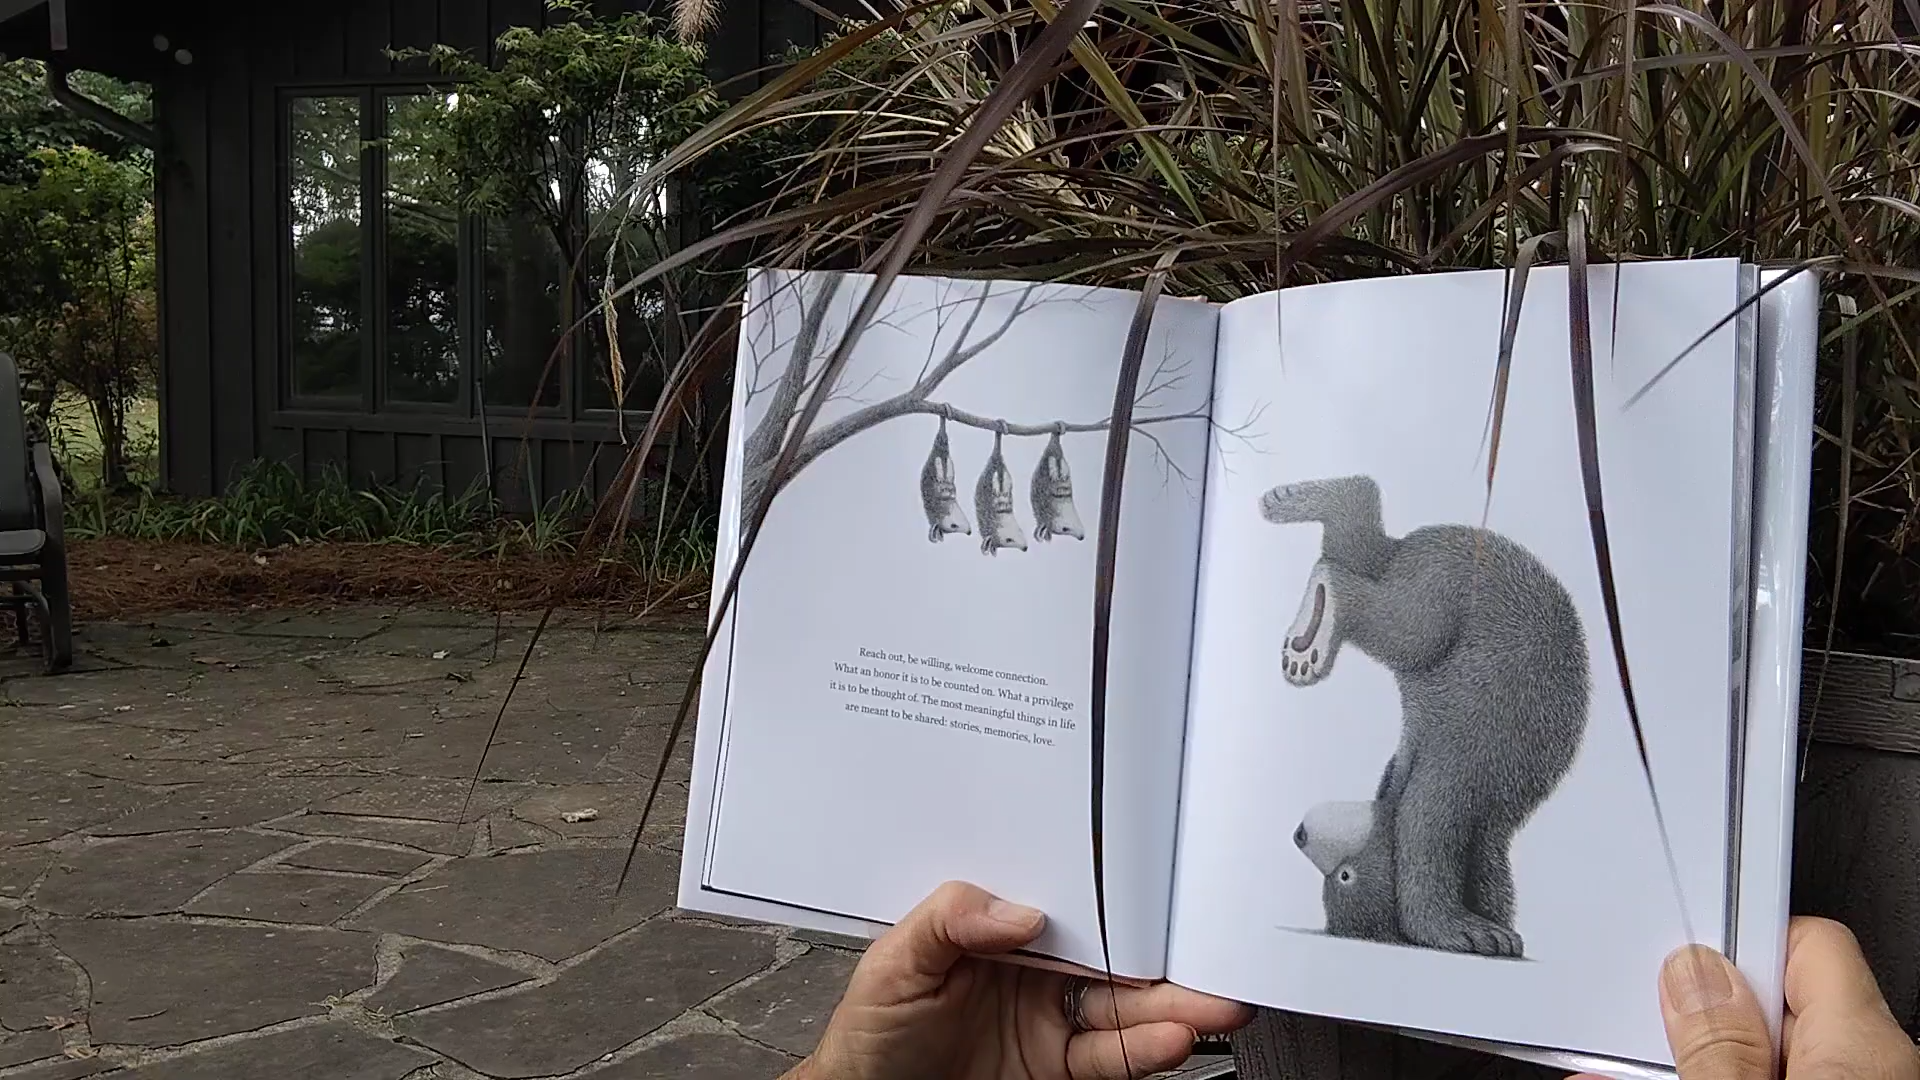 Reach out, be willing, welcome connection.
What an honor it is to be counted on. What a privilege
it is to be thought of. The most meaningful things in life
are meant to be shared: stories, memories, love.